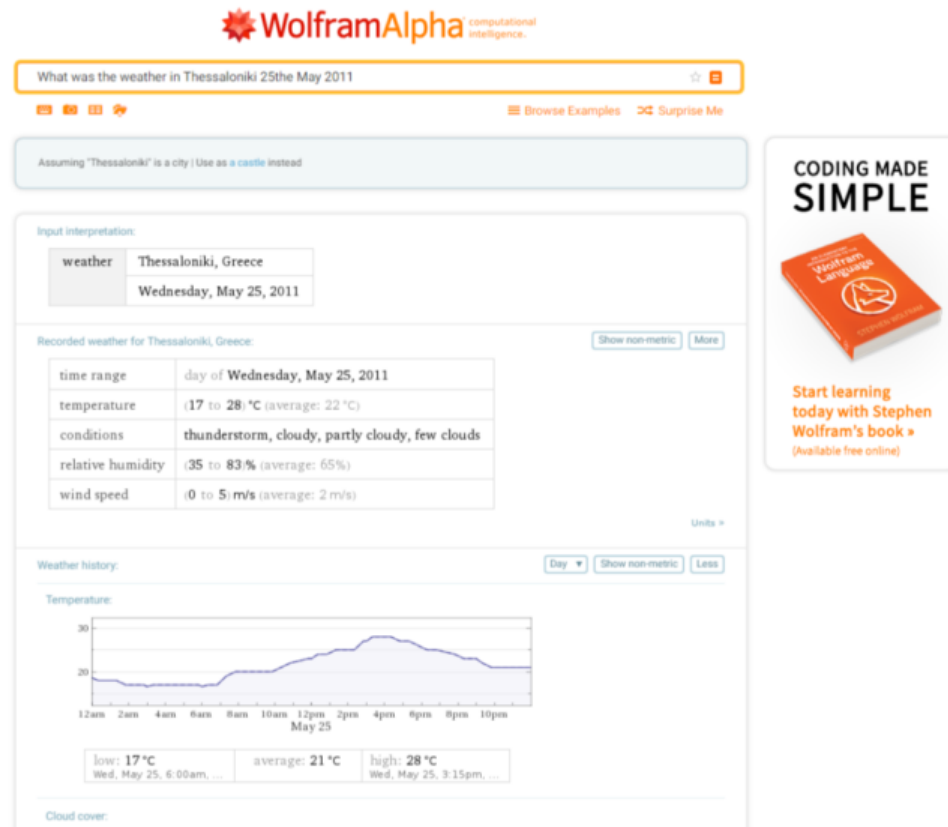 WolframAlpha computational intelligence.
What was the weather in Thessaloniki 25the May 2011
Browse Examples Surprise Me
Assuming "Thessaloniki" is a city | Use as a castle instead
Input interpretation:
weather Thessaloniki, Greece
Wednesday, May 25, 2011
Recorded weather for Thessaloniki, Greece: Show non-metric More
time range day of Wednesday, May 25, 2011
temperature (17 to 28) °C (average: 22 °C)
conditions thunderstorm, cloudy, partly cloudy, few clouds
relative humidity (35 to 83)% (average: 65%)
wind speed (0 to 5) m/s (average: 2 m/s)
Units »
Weather history: Day ▼ Show non-metric Less
Temperature:
30
20
12am 2am 4am 6am 8am 10am 12pm 2pm 4pm 6pm 8pm 10pm
May 25
low: 17 °C average: 21 °C high: 28 °C
Wed, May 25, 6:00am, ... Wed, May 25, 3:15pm, ...
Cloud cover:
CODING MADE
SIMPLE
Wolfram
Language
STEPHEN WOLFRAM
Start learning
today with Stephen
Wolfram's book »
(Available free online)